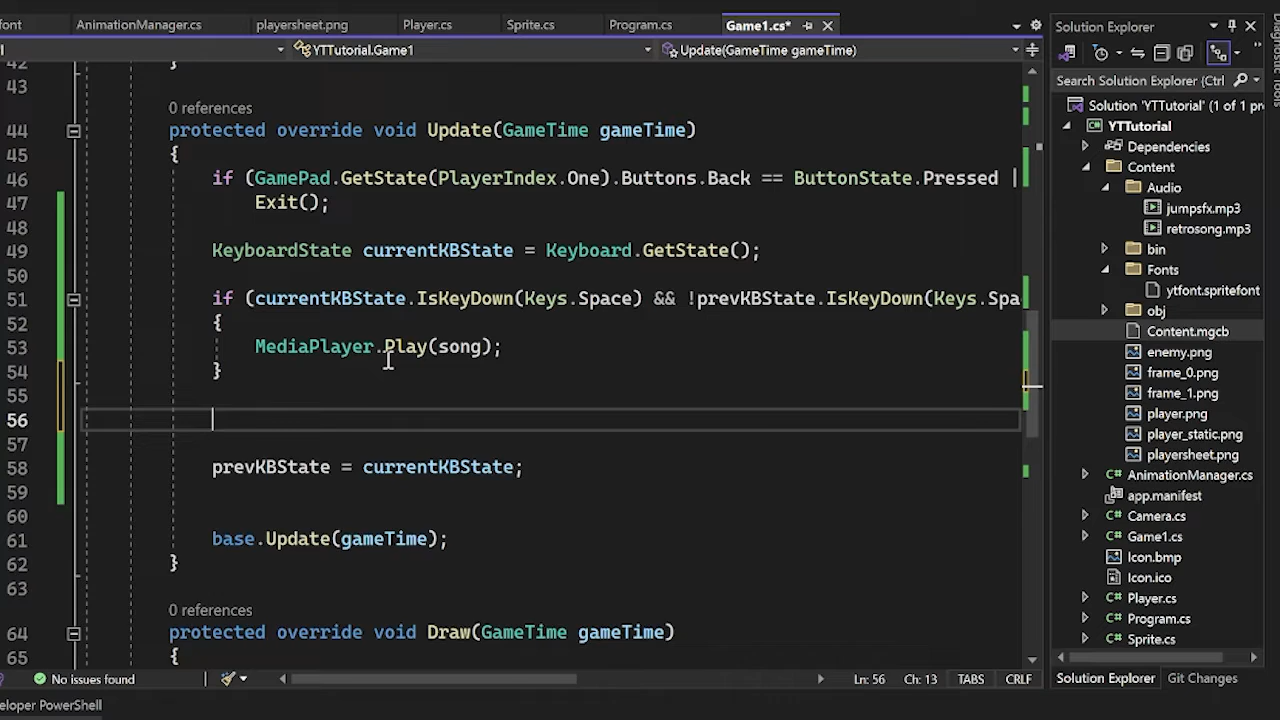 font AnimationManager.cs playersheet.png Player.cs Sprite.cs Program.cs Game1.cs*
YTTutorial.Game1 Update(GameTime gameTime)
42 }
43
0 references
44 protected override void Update(GameTime gameTime)
45 {
46 if (GamePad.GetState(PlayerIndex.One).Buttons.Back == ButtonState.Pressed |
47 Exit();
48
49 KeyboardState currentKBState = Keyboard.GetState();
50
51 if (currentKBState.IsKeyDown(Keys.Space) && !prevKBState.IsKeyDown(Keys.Spa
52 {
53 MediaPlayer.Play(song);
54 }
55
56
57
58 prevKBState = currentKBState;
59
60
61 base.Update(gameTime);
62 }
63
0 references
64 protected override void Draw(GameTime gameTime)
65 {
No issues found Ln: 56 Ch: 13 TABS CRLF
eloper PowerShell
Solution Explorer
Search Solution Explorer (Ctrl
Solution 'YTTutorial' (1 of 1 pr
YTTutorial
Dependencies
Content
Audio
jumpsfx.mp3
retrosong.mp3
bin
Fonts
ytfont.spritefont
obj
Content.mgcb
enemy.png
frame_0.png
frame_1.png
player.png
player_static.png
playersheet.png
C# AnimationManager.cs
app.manifest
C# Camera.cs
C# Game1.cs
Icon.bmp
Icon.ico
C# Player.cs
C# Program.cs
C# Sprite.cs
Solution Explorer Git Changes
Diagnostic Tools